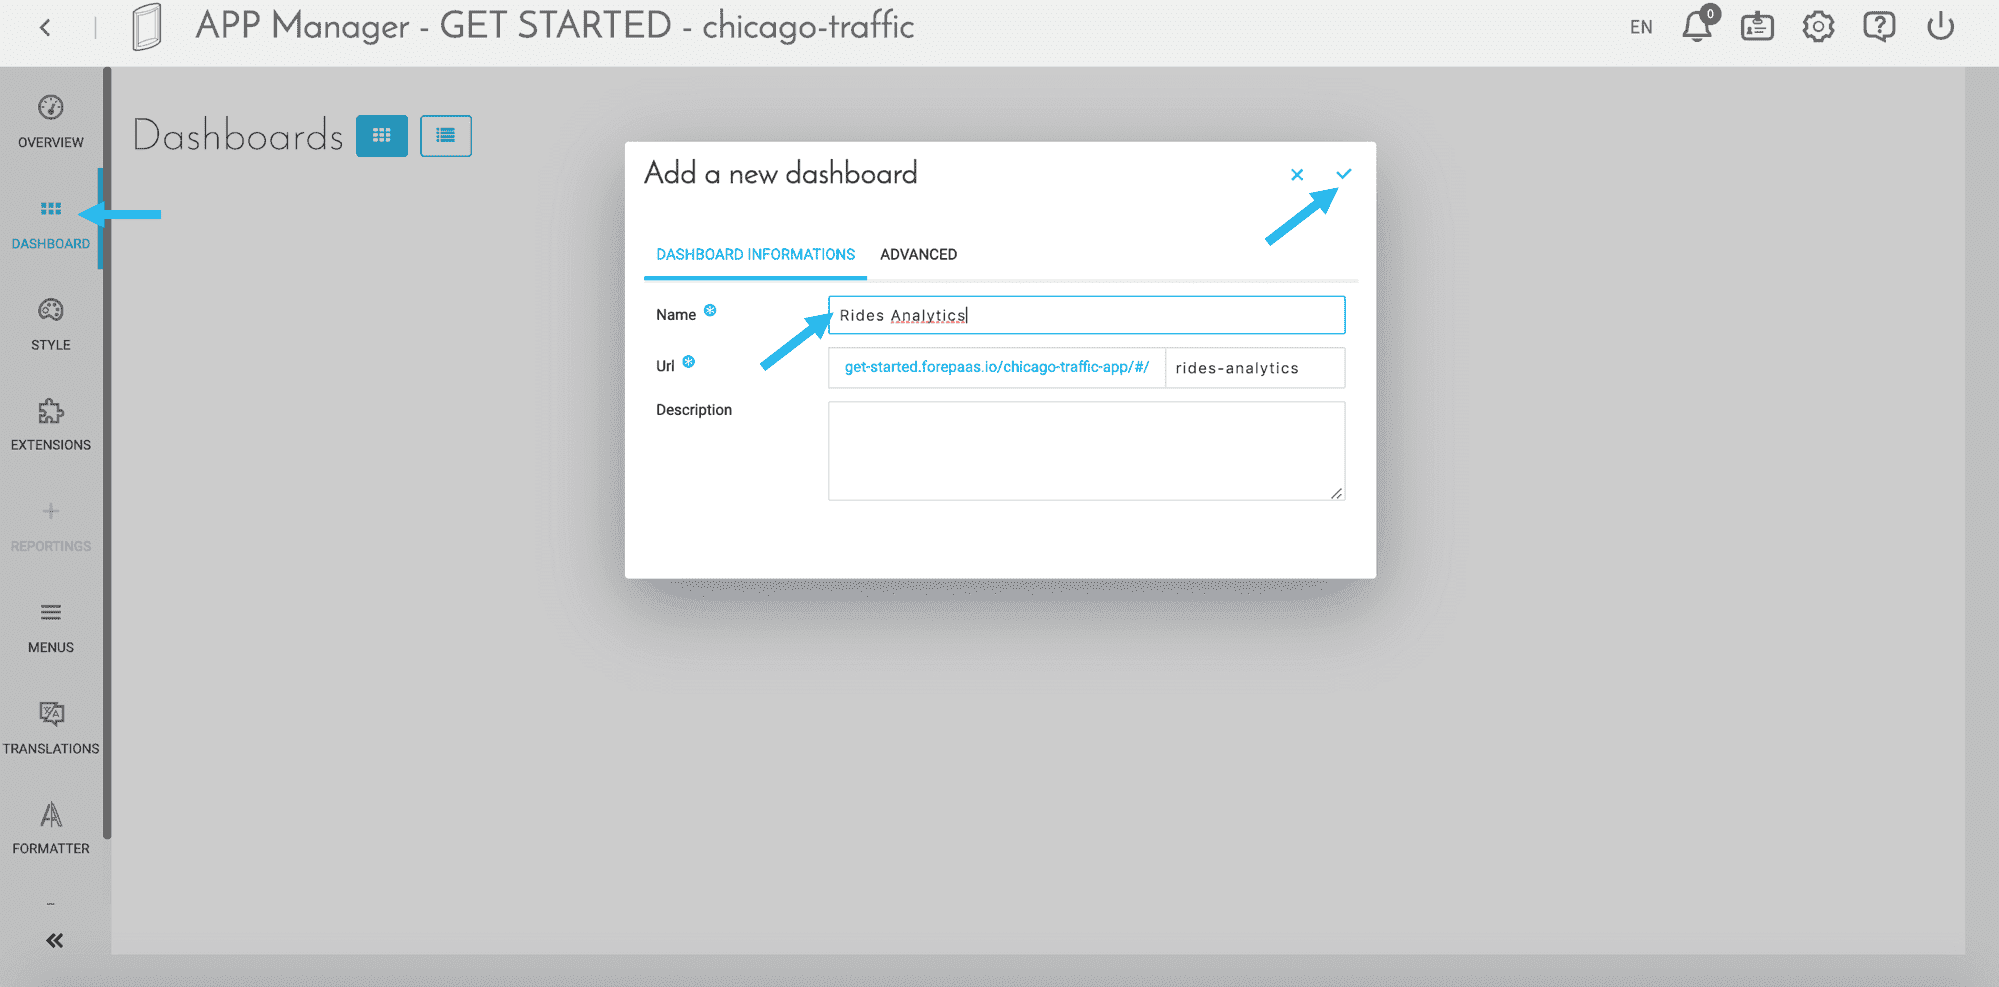 APP Manager - GET STARTED - chicago-traffic
EN
0
OVERVIEW
DASHBOARD
STYLE
EXTENSIONS
REPORTINGS
MENUS
TRANSLATIONS
FORMATTER
Dashboards
Add a new dashboard
DASHBOARD INFORMATIONS
ADVANCED
Name
Rides Analytics
Url
get-started.forepaas.io/chicago-traffic-app/#/
rides-analytics
Description